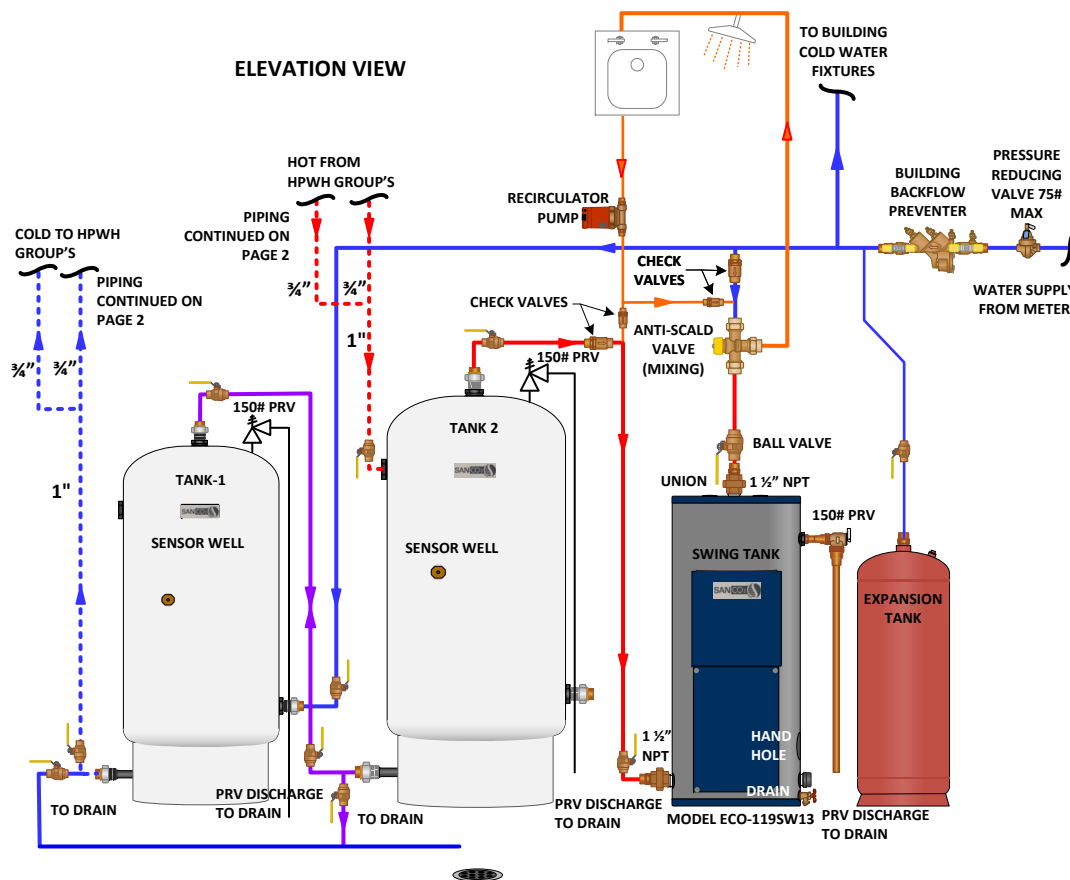 ELEVATION VIEW
TO BUILDING
COLD WATER
FIXTURES
HOT FROM
HPWH GROUP'S
PIPING
CONTINUED ON
PAGE 2
RECIRCULATOR
PUMP
BUILDING
BACKFLOW
PREVENTER
PRESSURE
REDUCING
VALVE 75#
MAX
COLD TO HPWH
GROUP'S
PIPING
CONTINUED ON
PAGE 2
¾"
¾"
CHECK
VALVES
WATER SUPPLY
FROM METER
CHECK VALVES
1"
ANTI-SCALD
VALVE
(MIXING)
150# PRV
¾"
¾"
150# PRV
TANK 2
BALL VALVE
TANK-1
SANCO
SANCO
UNION
1 ½" NPT
1"
150# PRV
SENSOR WELL
SENSOR WELL
SWING TANK
SANCO
EXPANSION
TANK
1 ½"
NPT
HAND
HOLE
DRAIN
TO DRAIN
PRV DISCHARGE
TO DRAIN
TO DRAIN
PRV DISCHARGE
TO DRAIN
MODEL ECO-119SW13
PRV DISCHARGE
TO DRAIN